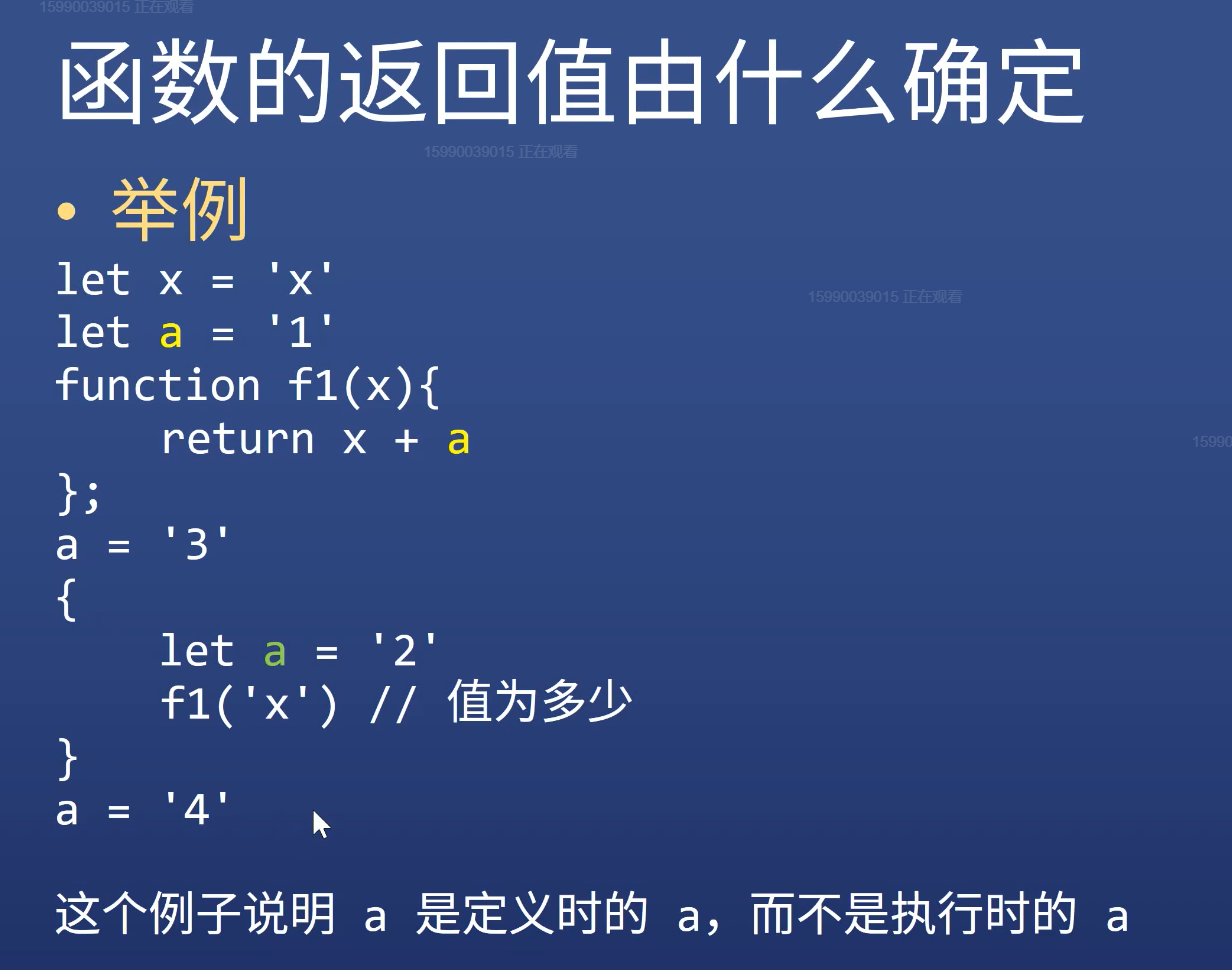 15990039015 正在观看
函数的返回值由什么确定
15990039015 正在观看
• 举例
let x = 'x'
15990039015 正在观看
let a = '1'
function f1(x){
return x + a
15990
};
a = '3'
{
let a = '2'
f1('x') // 值为多少
}
a = '4'
这个例子说明 a 是定义时的 a，而不是执行时的 a